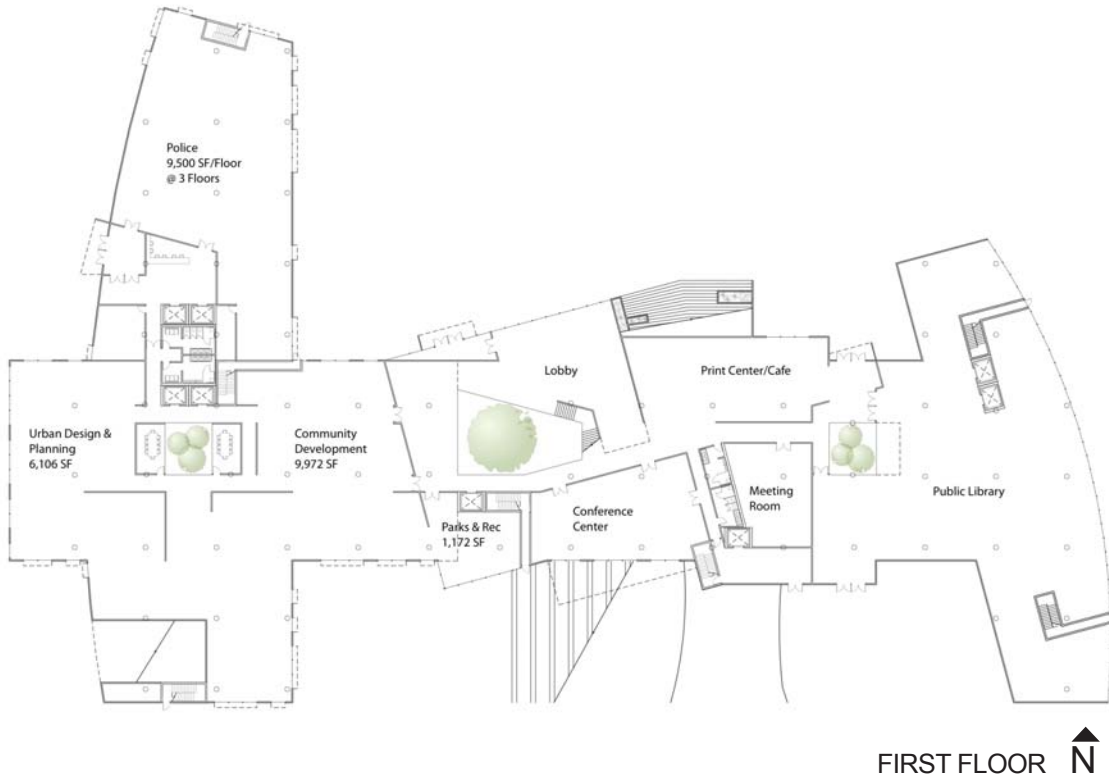 Police
9,500 SF/Floor
@ 3 Floors
Lobby
Print Center/Cafe
Urban Design &
Planning
6,106 SF
Community
Development
9,972 SF
Parks & Rec
1,172 SF
Conference
Center
Meeting
Room
Public Library
FIRST FLOOR N